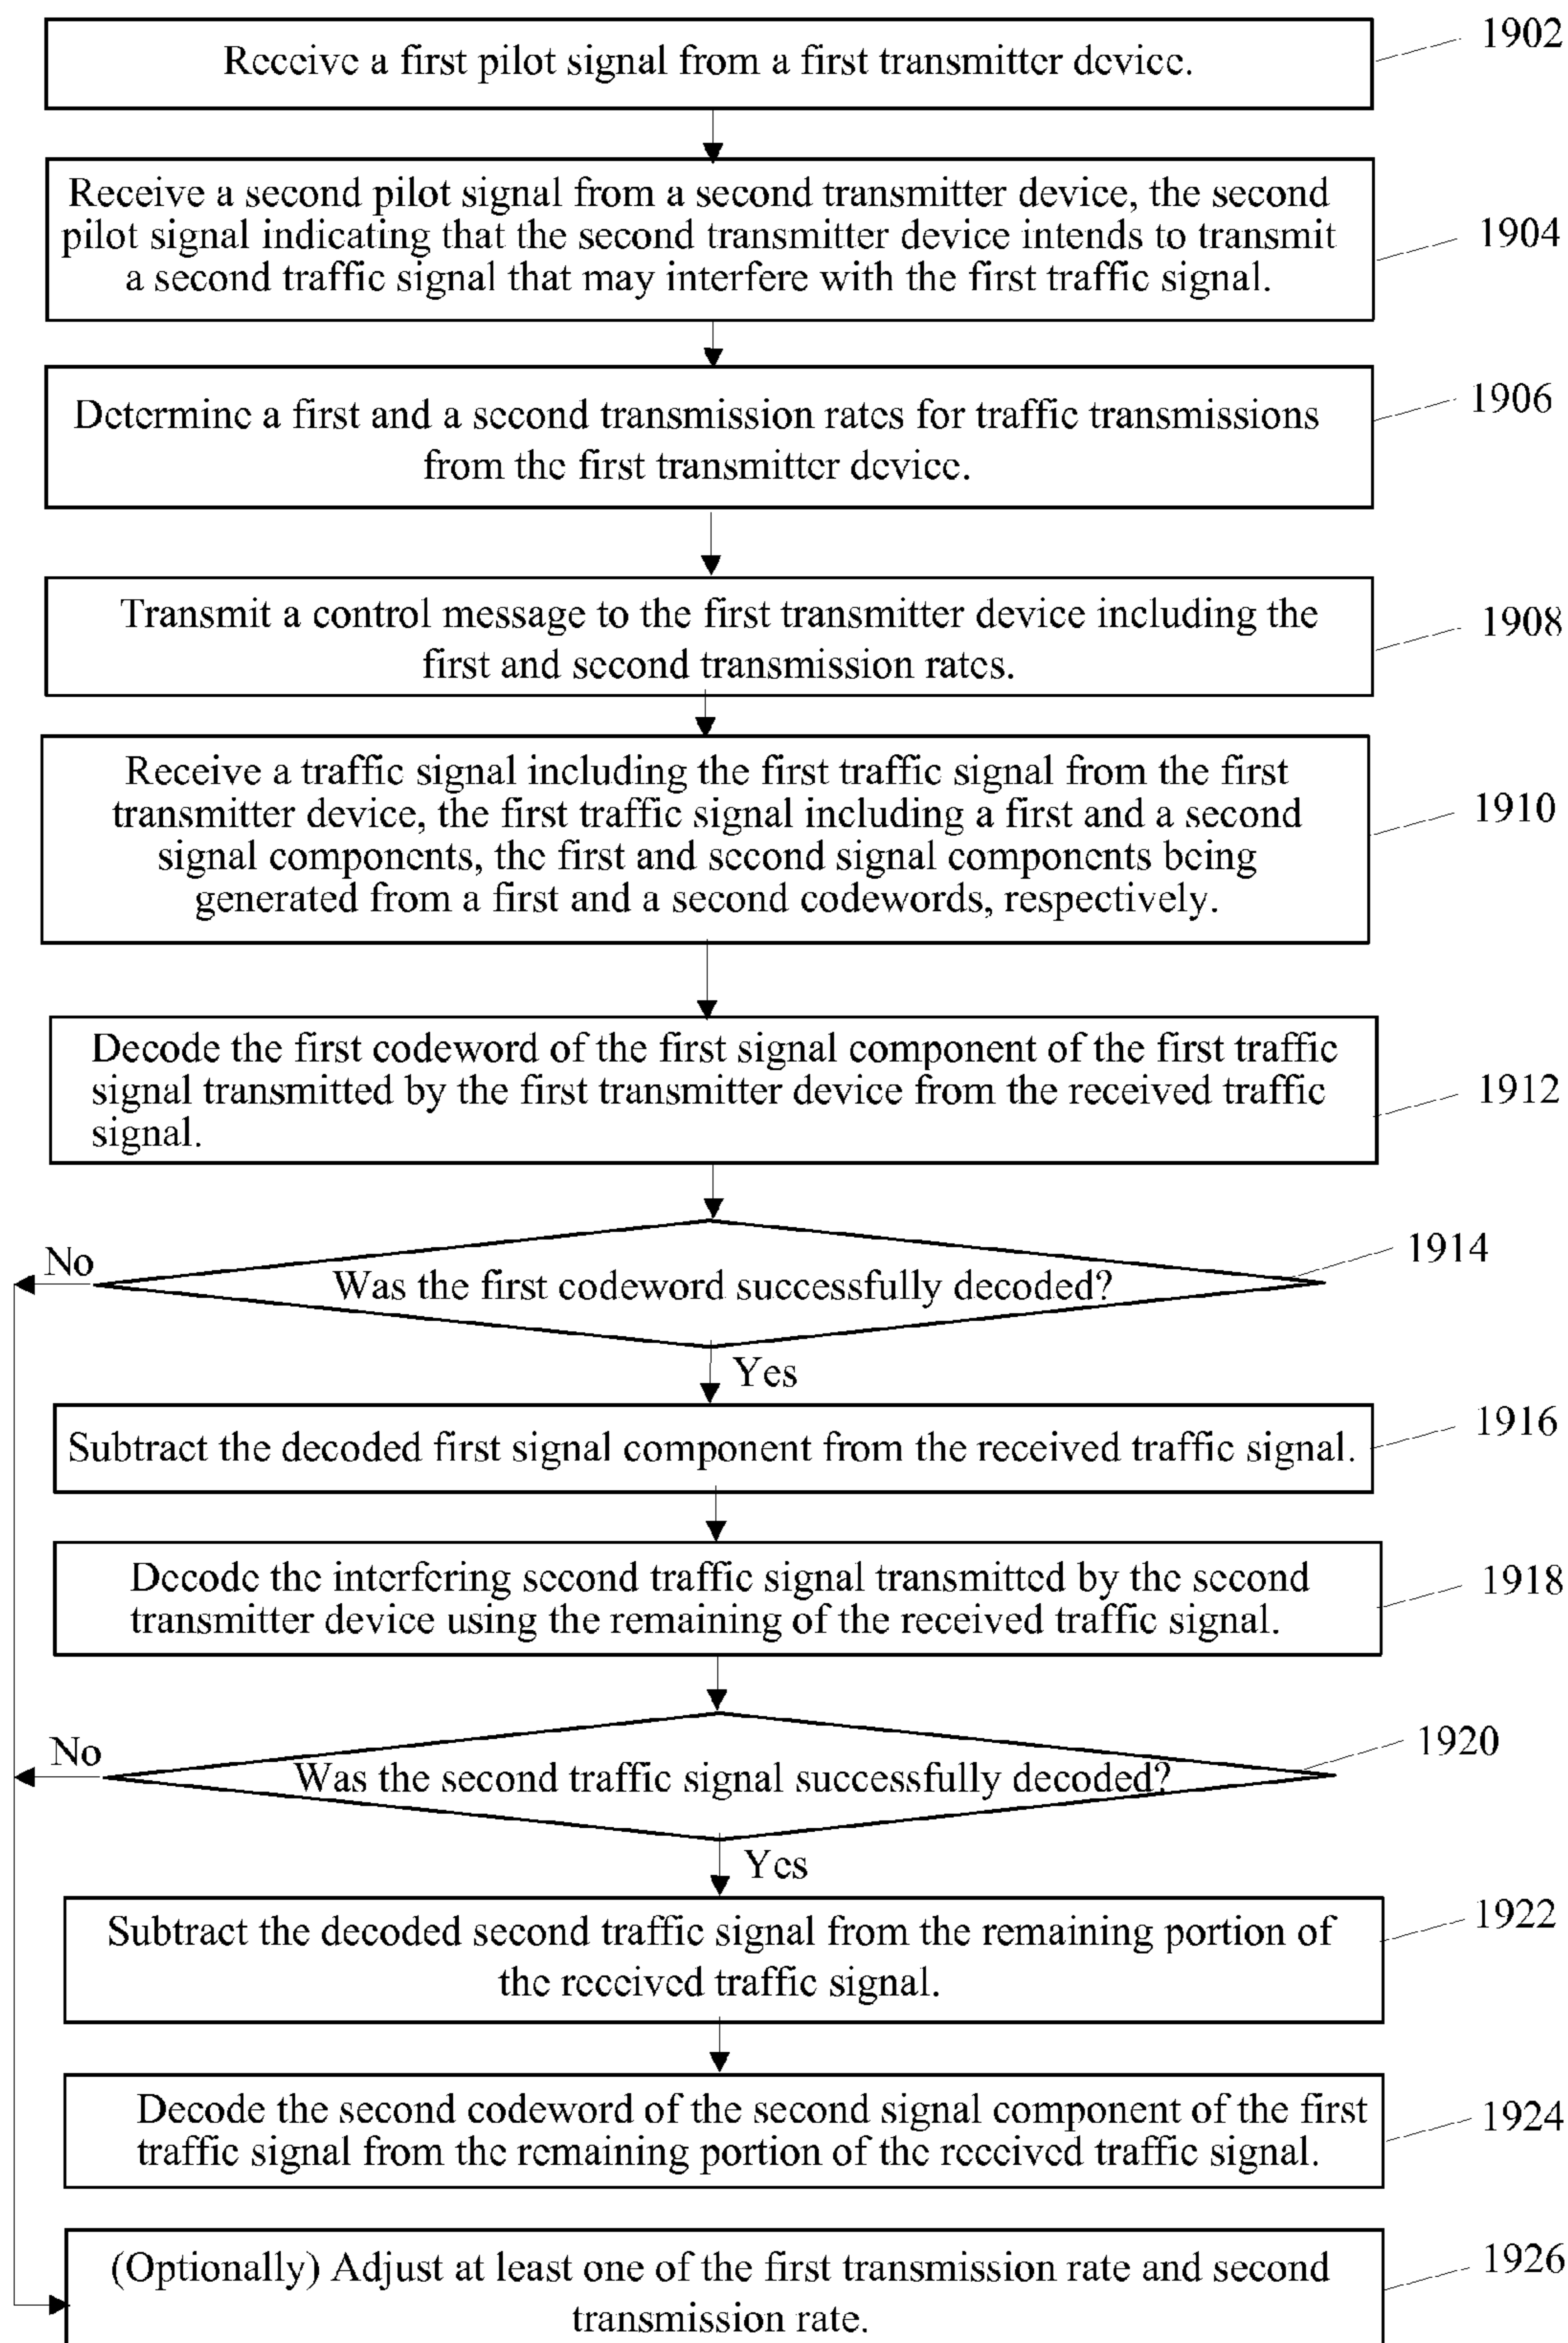 Receive a first pilot signal from a first transmitter device.
1902
Receive a second pilot signal from a second transmitter device, the second
pilot signal indicating that the second transmitter device intends to transmit
a second traffic signal that may interfere with the first traffic signal.
1904
Determine a first and a second transmission rates for traffic transmissions
from the first transmitter device.
1906
Transmit a control message to the first transmitter device including the
first and second transmission rates.
1908
Receive a traffic signal including the first traffic signal from the first
transmitter device, the first traffic signal including a first and a second
signal components, the first and second signal components being
generated from a first and a second codewords, respectively.
1910
Decode the first codeword of the first signal component of the first traffic
signal transmitted by the first transmitter device from the received traffic
signal.
1912
No
Was the first codeword successfully decoded?
1914
Yes
Subtract the decoded first signal component from the received traffic signal.
1916
Decode the interfering second traffic signal transmitted by the second
transmitter device using the remaining of the received traffic signal.
1918
No
Was the second traffic signal successfully decoded?
1920
Yes
Subtract the decoded second traffic signal from the remaining portion of
the received traffic signal.
1922
Decode the second codeword of the second signal component of the first
traffic signal from the remaining portion of the received traffic signal.
1924
(Optionally) Adjust at least one of the first transmission rate and second
transmission rate.
1926